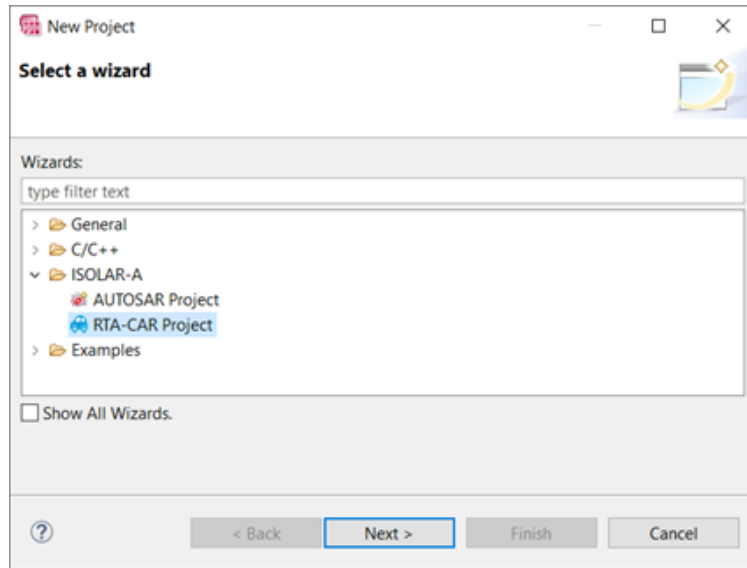 New Project
Select a wizard
Wizards:
type filter text
General
C/C++
ISOLAR-A
AUTOSAR Project
RTA-CAR Project
Examples
Show All Wizards.
? < Back Next > Finish Cancel